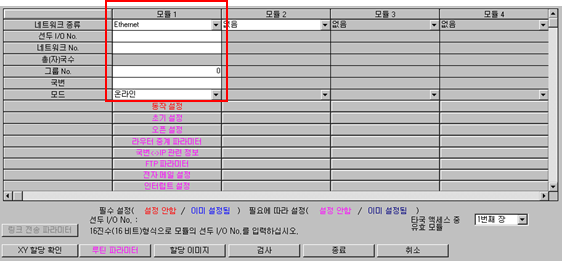 모듈 1 모듈 2 모듈 3 모듈 4
네트워크 종류 Ethernet 없음 없음 없음
선두 I/O No.
네트워크 No.
총(자)국수
그룹 No. 0
국번
모드 온라인
동작 설정
초기 설정
오픈 설정
라우터 중계 파라미터
국번<->IP 관련 정보
FTP 파라미터
전자 메일 설정
인터럽트 설정
필수 설정( 설정 안함 / 이미 설정됨 ) 필요에 따라 설정( 설정 안함 / 이미 설정됨 )
링크 전송 파라미터
선두 I/O No. :
16진수(16 비트)형식으로 모듈의 선두 I/O No.를 입력하십시오.
타국 액세스 중
유효 모듈
1번째 장
XY 할당 확인 루틴 파라미터 할당 이미지 검사 종료 취소